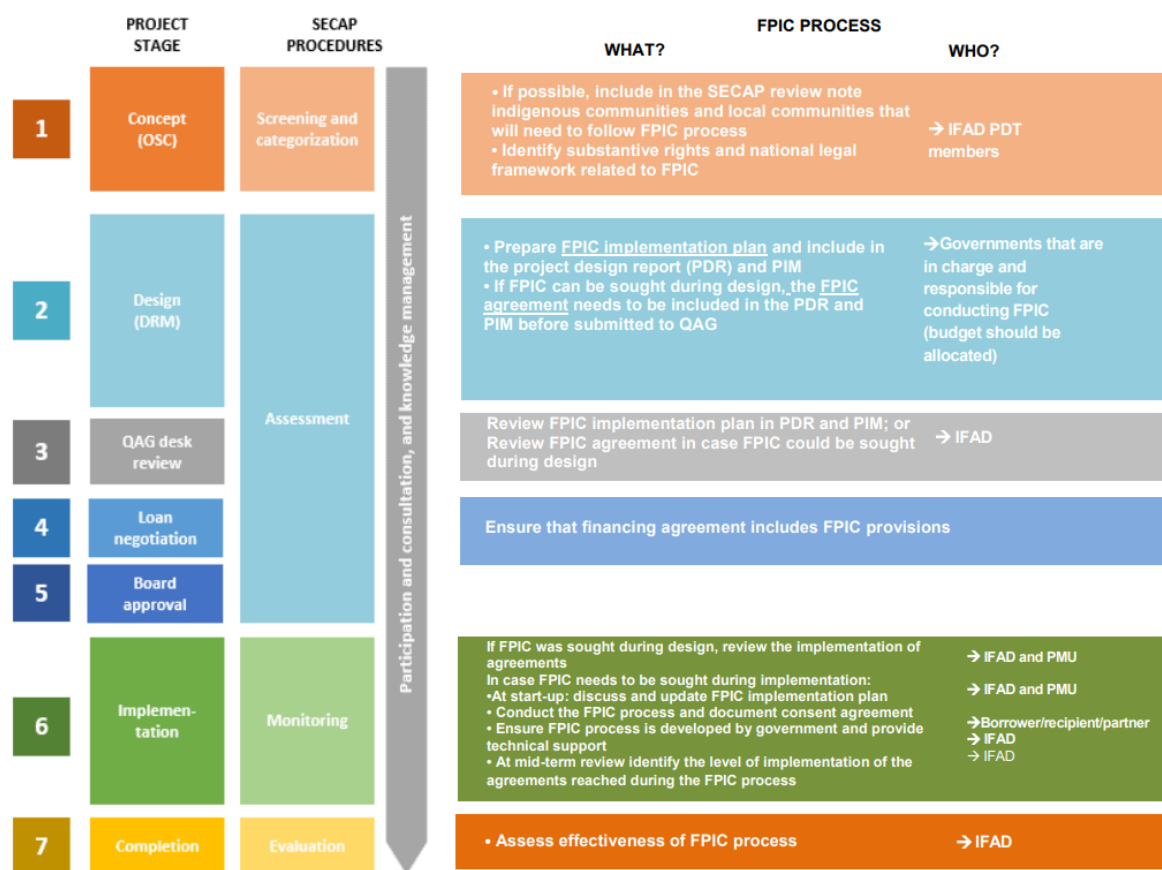 PROJECT
STAGE
SECAP
PROCEDURES
FPIC PROCESS
WHAT?
WHO?
1
Concept
(OSC)
Screening and
categorization
• If possible, include in the SECAP review note
indigenous communities and local communities that
will need to follow FPIC process
• Identify substantive rights and national legal
framework related to FPIC
→ IFAD PDT
members
2
Design
(DRM)
Assessment
• Prepare FPIC implementation plan and include in
the project design report (PDR) and PIM
• If FPIC can be sought during design, the FPIC
agreement needs to be included in the PDR and
PIM before submitted to QAG
→Governments that are
in charge and
responsible for
conducting FPIC
(budget should be
allocated)
3
QAG desk
review
Review FPIC implementation plan in PDR and PIM; or
Review FPIC agreement in case FPIC could be sought
during design
→ IFAD
4
Loan
negotiation
Ensure that financing agreement includes FPIC provisions
5
Board
approval
6
Implemen-
tation
Monitoring
If FPIC was sought during design, review the implementation of
agreements
In case FPIC needs to be sought during implementation:
•At start-up: discuss and update FPIC implementation plan
• Conduct the FPIC process and document consent agreement
• Ensure FPIC process is developed by government and provide
technical support
• At mid-term review identify the level of implementation of the
agreements reached during the FPIC process
→ IFAD and PMU
→ IFAD and PMU
→Borrower/recipient/partner
→ IFAD
→ IFAD
7
Completion
Evaluation
• Assess effectiveness of FPIC process
→ IFAD
Participation and consultation, and knowledge management